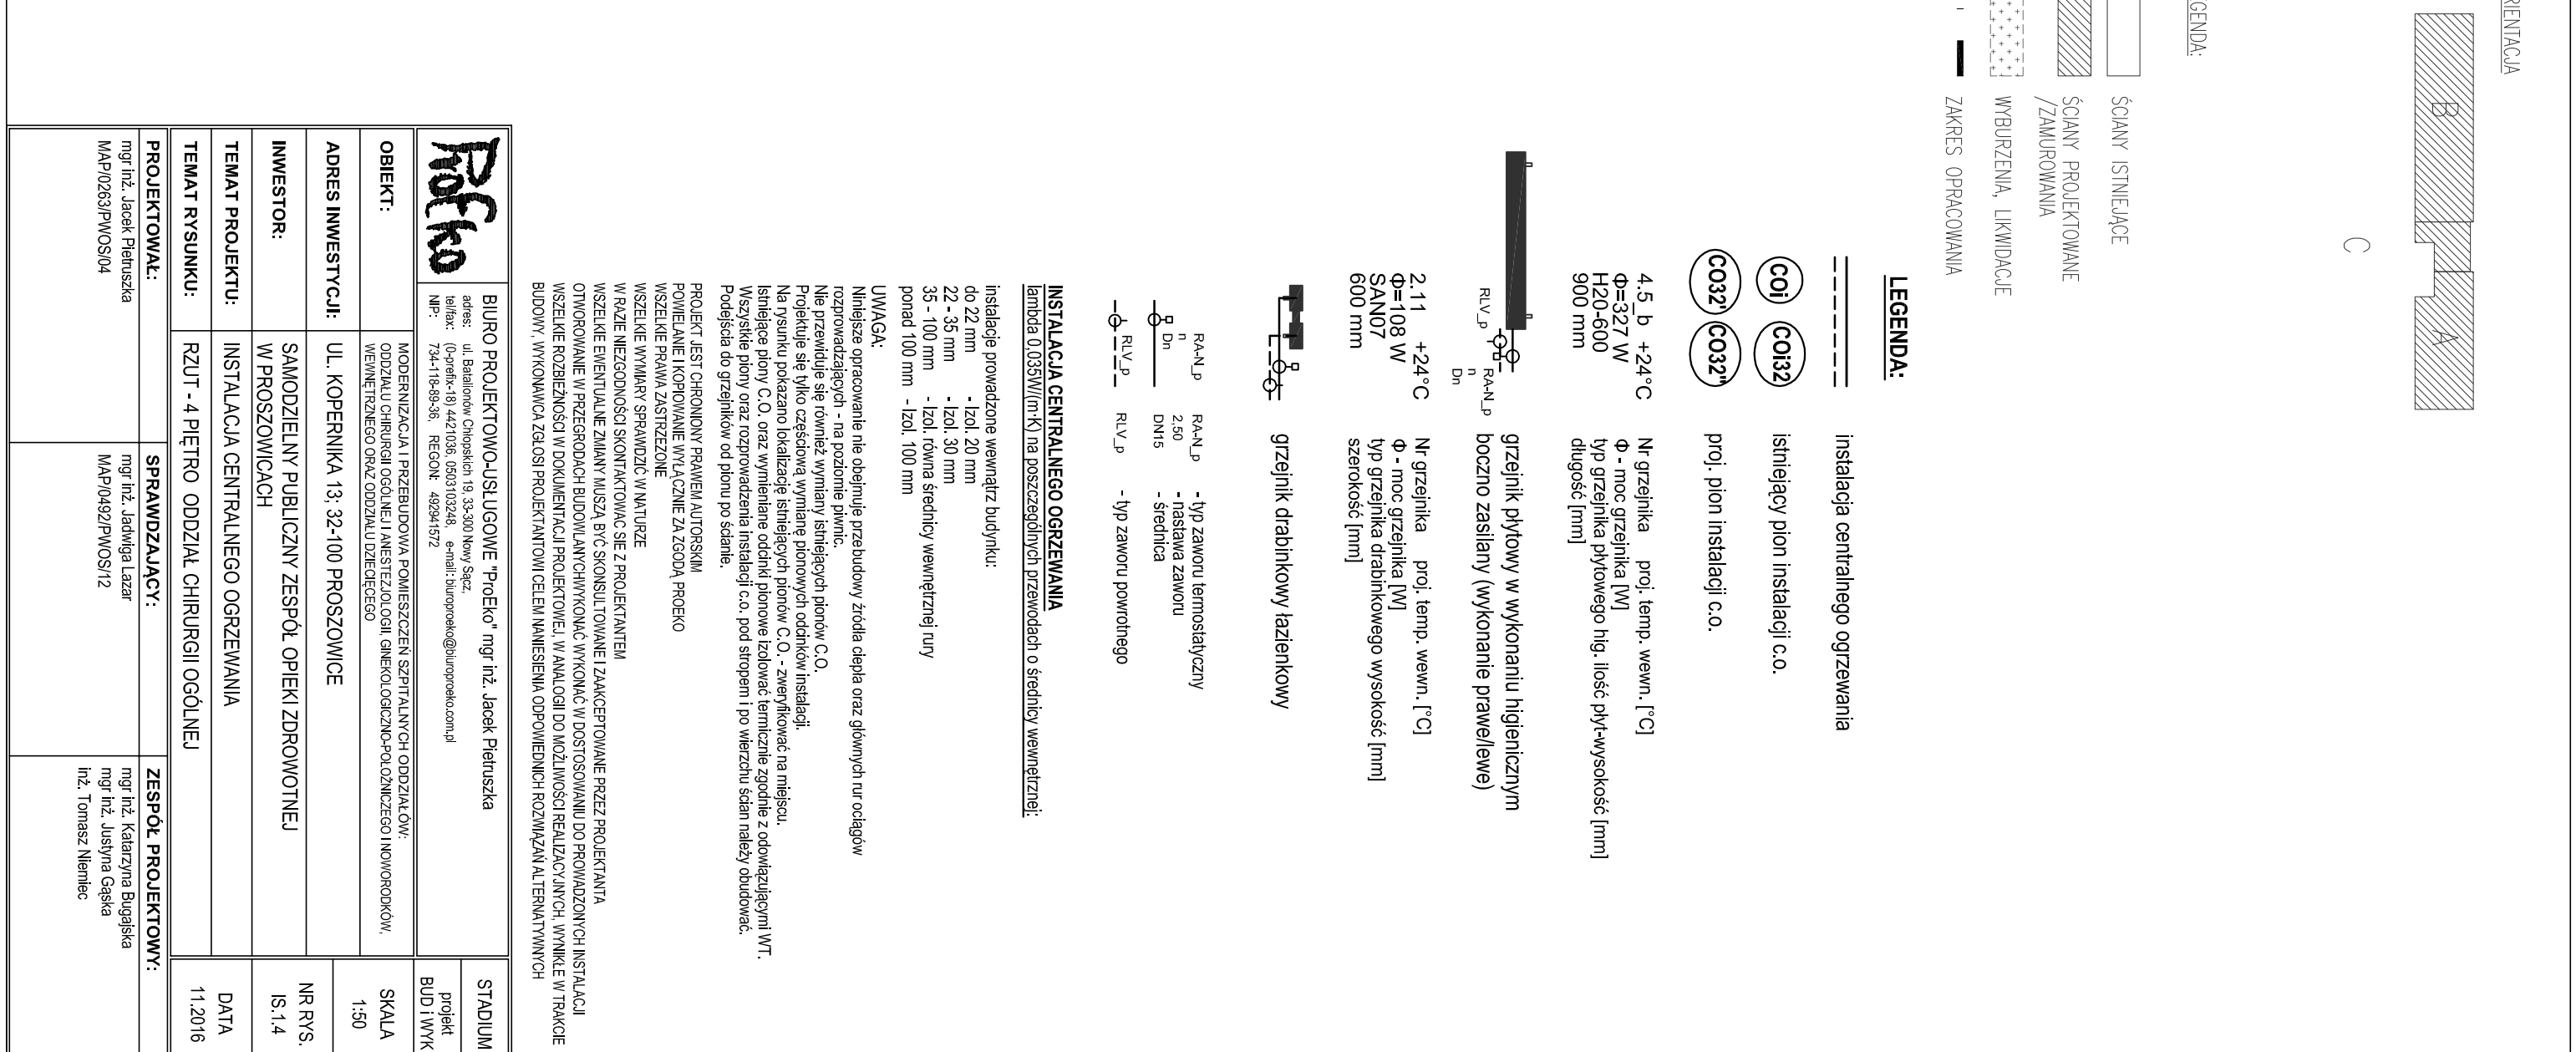 RIENTACJA
B
A
C
GENDA:
ŚCIANY ISTNIEJĄCE
ŚCIANY PROJEKTOWANE
/ZAMUROWANIA
WYBURZENIA, LIKWIDACJE
ZAKRES OPRACOWANIA
LEGENDA:
instalacja centralnego ogrzewania
COi
COi32
istniejący pion instalacji c.o.
CO32'
CO32"
proj. pion instalacji c.o.
4.5_b +24°C
Φ=327 W
H20-600
900 mm
Nr grzejnika proj. temp. wewn. [°C]
Φ - moc grzejnika [W]
typ grzejnika płytowego hig. ilość płyt-wysokość [mm]
długość [mm]
RLV_p
RA-N_p
n
Dn
grzejnik płytowy w wykonaniu higienicznym
boczno zasilany (wykonanie prawe/lewe)
2.11 +24°C
Φ=108 W
SAN07
600 mm
Nr grzejnika proj. temp. wewn. [°C]
Φ - moc grzejnika [W]
typ grzejnika drabinkowego wysokość [mm]
szerokość [mm]
grzejnik drabinkowy łazienkowy
RA-N_p
n
Dn
RA-N_p - typ zaworu termostatyczny
2,50 - nastawa zaworu
DN15 - średnica
RLV_p
RLV_p - typ zaworu powrotnego
INSTALACJA CENTRALNEGO OGRZEWANIA
lambda 0,035W/(m·K) na poszczególnych przewodach o średnicy wewnętrznej:
instalacje prowadzone wewnątrz budynku:
do 22 mm - Izol. 20 mm
22 - 35 mm - Izol. 30 mm
35 - 100 mm - Izol. równa średnicy wewnętrznej rury
ponad 100 mm - Izol. 100 mm
UWAGA:
Niniejsze opracowanie nie obejmuje przebudowy źródła ciepła oraz głównych rur ociągów
rozprowadzających - na poziomie piwnic.
Nie przewiduje się również wymiany istniejących pionów C.O.
Projektuje się tylko częściową wymianę pionowych odcinków instalacji.
Na rysunku pokazano lokalizację istniejących pionów C.O. - zweryfikować na miejscu.
Istniejące piony C.O. oraz wymieniane odcinki pionowe izolować termicznie zgodnie z odowiązującymi WT.
Wszystkie piony oraz rozprowadzenia instalacji c.o. pod stropem i po wierzchu ścian należy obudować.
Podejścia do grzejników od pionu po ścianie.
PROJEKT JEST CHRONIONY PRAWEM AUTORSKIM
POWIELANIE I KOPIOWANIE WYŁĄCZNIE ZA ZGODĄ PROEKO
WSZELKIE PRAWA ZASTRZEŻONE
WSZELKIE WYMIARY SPRAWDZIĆ W NATURZE
W RAZIE NIEZGODNOŚCI SKONTAKTOWAC SIE Z PROJEKTANTEM
WSZELKIE EWENTUALNE ZMIANY MUSZĄ BYĆ SKONSULTOWANE I ZAAKCEPTOWANE PRZEZ PROJEKTANTA
OTWOROWANIE W PRZEGRODACH BUDOWLANYCHWYKONAĆ WYKONAĆ W DOSTOSOWANIU DO PROWADZONYCH INSTALACJI
WSZELKIE ROZBIEŻNOŚCI W DOKUMENTACJI PROJEKTOWEJ, W ANALOGII DO MOŻLIWOŚCI REALIZACYJNYCH, WYNIKŁE W TRAKCIE
BUDOWY, WYKONAWCA ZGŁOSI PROJEKTANTOWI CELEM NANIESIENIA ODPOWIEDNICH ROZWIĄZAŃ ALTERNATYWNYCH
ProEko
BIURO PROJEKTOWO-USŁUGOWE "ProEko" mgr inż. Jacek Pietruszka
adres: ul. Batalionów Chłopskich 19, 33-300 Nowy Sącz,
tel/fax: (0-prefix-18) 44210366, 0503103248, e-mail: biuroproeko@biuroproeko.com.pl
NIP: 734-118-89-36, REGON: 492941572
STADIUM
projekt
BUD i WYK
OBIEKT:
MODERNIZACJA I PRZEBUDOWA POMIESZCZEŃ SZPITALNYCH ODDZIAŁÓW:
ODDZIAŁU CHIRURGII OGÓLNEJ I ANESTEZJOLOGII, GINEKOLOGICZNO-POŁOŻNICZEGO I NOWORODKÓW,
WEWNĘTRZNEGO ORAZ ODDZIAŁU DZIECIĘCEGO
SKALA
1:50
ADRES INWESTYCJI:
UL. KOPERNIKA 13; 32-100 PROSZOWICE
INWESTOR:
SAMODZIELNY PUBLICZNY ZESPÓŁ OPIEKI ZDROWOTNEJ
W PROSZOWICACH
NR RYS.
IS.1.4
TEMAT PROJEKTU:
INSTALACJA CENTRALNEGO OGRZEWANIA
DATA
11.2016
TEMAT RYSUNKU:
RZUT - 4 PIĘTRO ODDZIAŁ CHIRURGII OGÓLNEJ
PROJEKTOWAŁ:
mgr inż. Jacek Pietruszka
MAP/0263/PWOS/04
SPRAWDZAJĄCY:
mgr inż. Jadwiga Lazar
MAP/0492/PWOS/12
ZESPÓŁ PROJEKTOWY:
mgr inż. Katarzyna Bugajska
mgr inż. Justyna Gąska
inż. Tomasz Niemiec